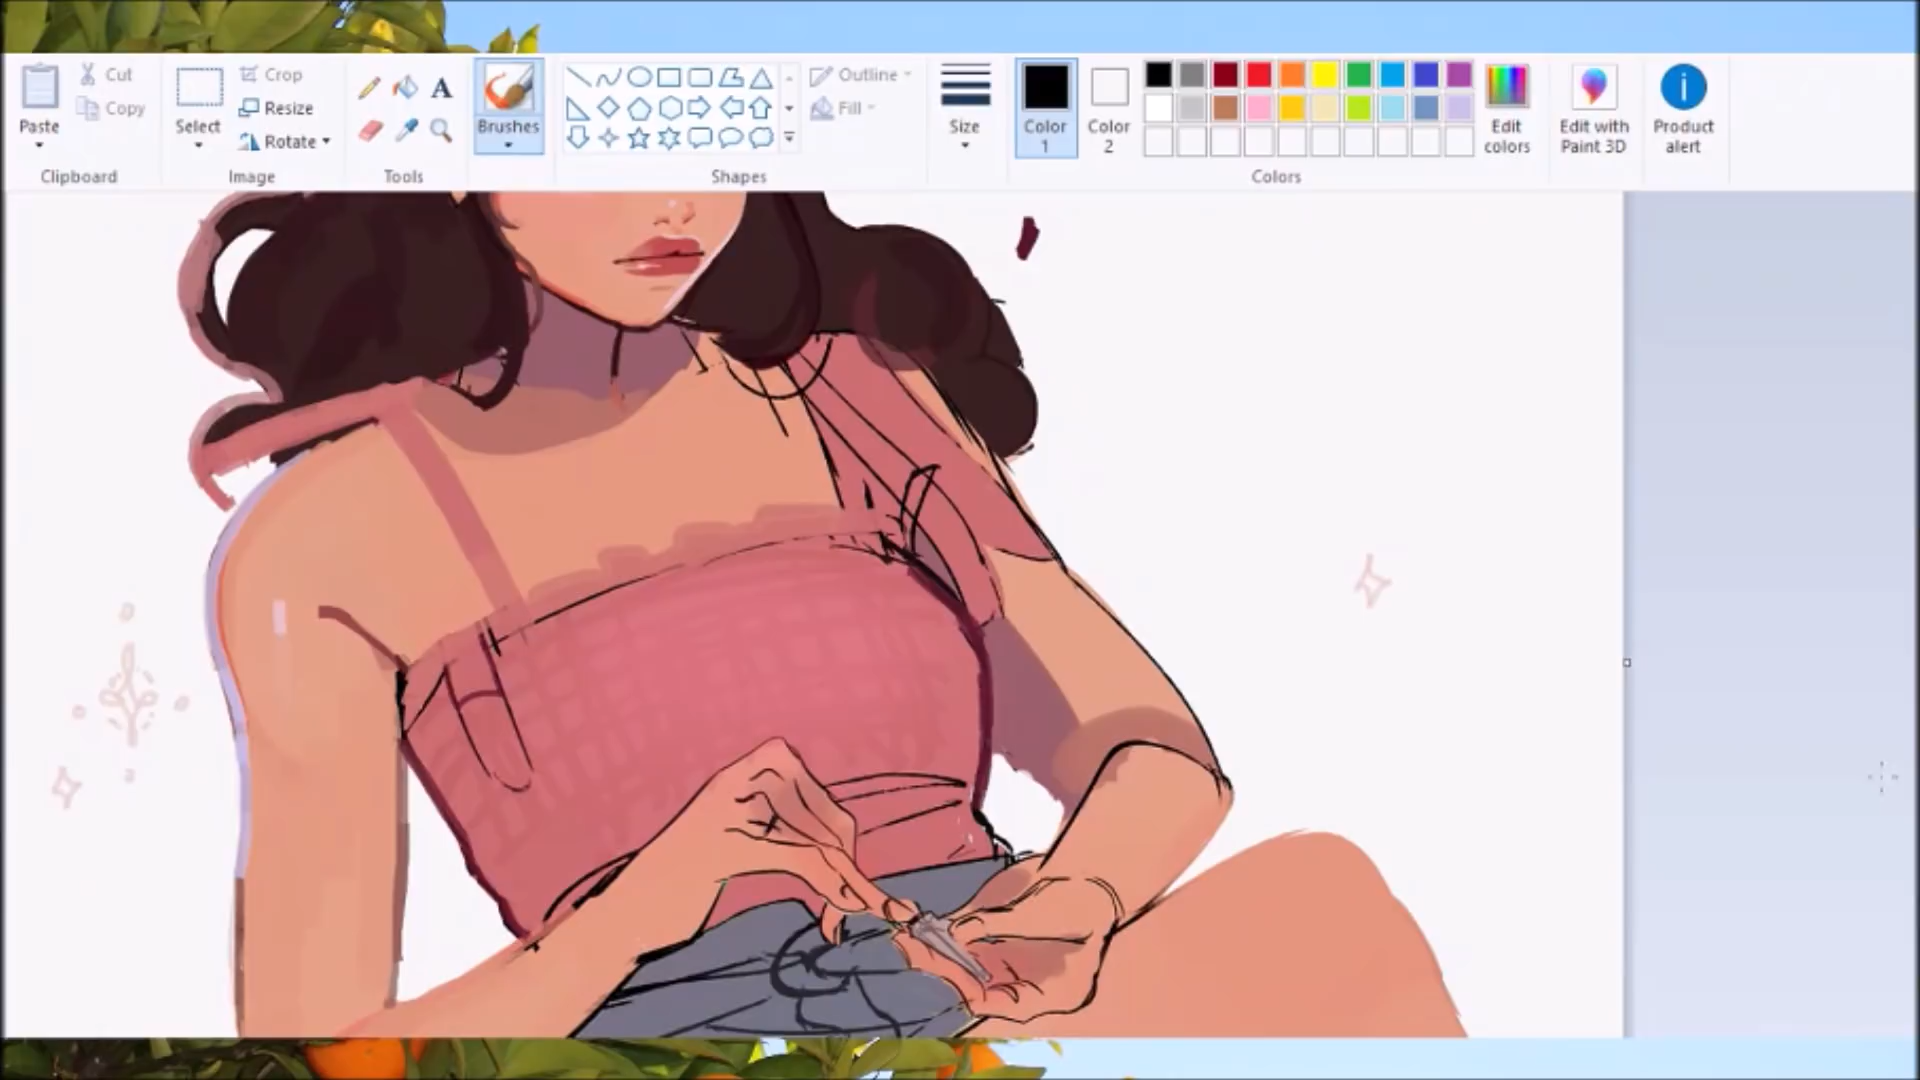 Paste
Cut
Copy
Clipboard
Select
Crop
Resize
Rotate
Image
A
Tools
Brushes
Outline
Fill
Shapes
Size
Color
1
Color
2
Edit
colors
Colors
Edit with
Paint 3D
Product
alert